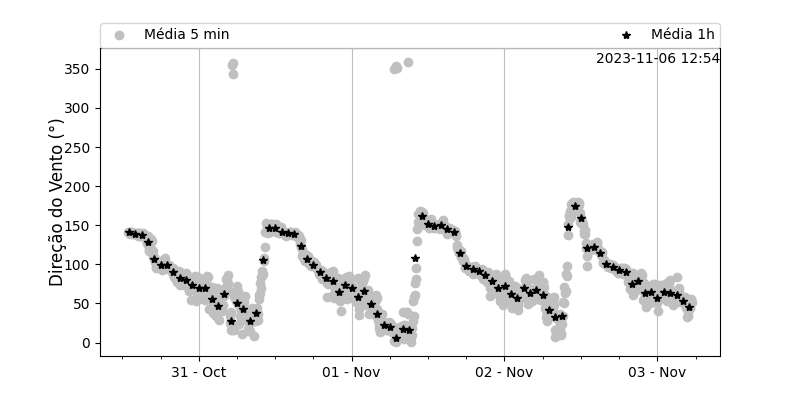 Média 5 min
Média 1h
2023-11-06 12:54
Direção do Vento (°)
350
300
250
200
150
100
50
0
31 - Oct
01 - Nov
02 - Nov
03 - Nov